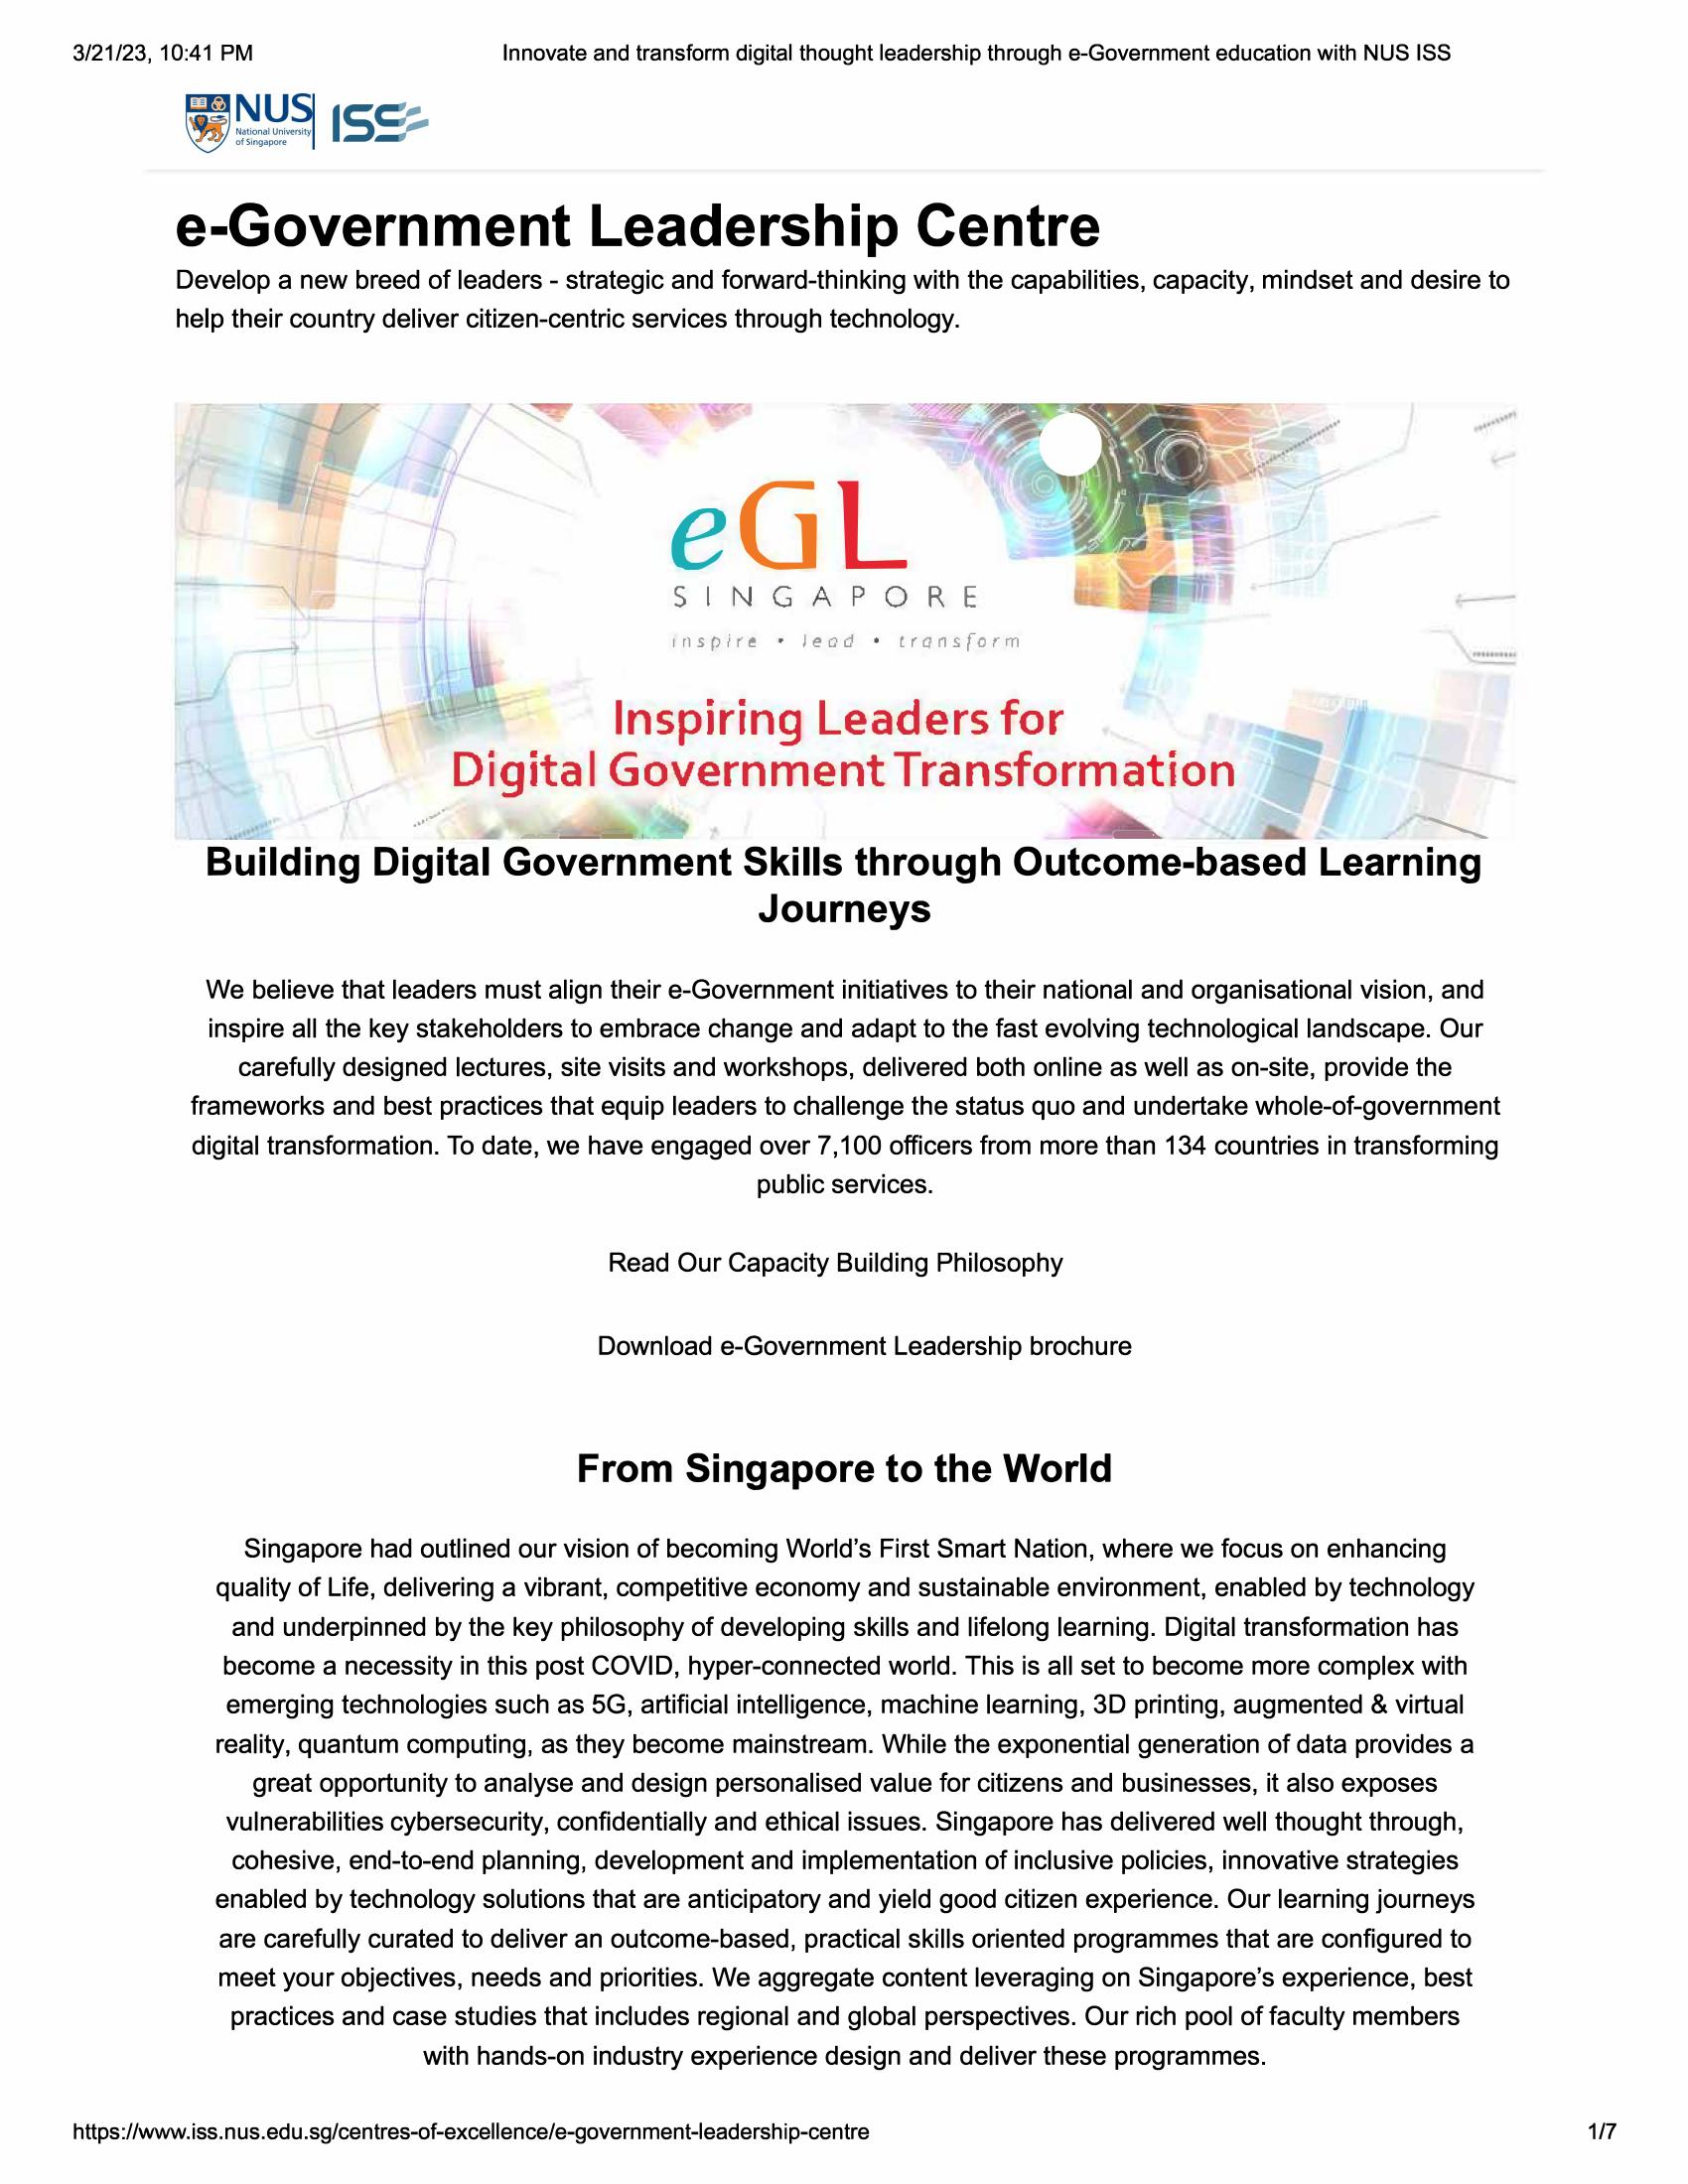 3/21/23, 10:41 PM
Innovate and transform digital thought leadership through e-Government education with NUS ISS
NUS
National University
of Singapore
ISS
e-Government Leadership Centre
Develop a new breed of leaders - strategic and forward-thinking with the capabilities, capacity, mindset and desire to
help their country deliver citizen-centric services through technology.
eGL
SINGAPORE
inspire • lead • transform
Inspiring Leaders for
Digital Government Transformation
Building Digital Government Skills through Outcome-based Learning
Journeys
We believe that leaders must align their e-Government initiatives to their national and organisational vision, and
inspire all the key stakeholders to embrace change and adapt to the fast evolving technological landscape. Our
carefully designed lectures, site visits and workshops, delivered both online as well as on-site, provide the
frameworks and best practices that equip leaders to challenge the status quo and undertake whole-of-government
digital transformation. To date, we have engaged over 7,100 officers from more than 134 countries in transforming
public services.
Read Our Capacity Building Philosophy
Download e-Government Leadership brochure
From Singapore to the World
Singapore had outlined our vision of becoming World’s First Smart Nation, where we focus on enhancing
quality of Life, delivering a vibrant, competitive economy and sustainable environment, enabled by technology
and underpinned by the key philosophy of developing skills and lifelong learning. Digital transformation has
become a necessity in this post COVID, hyper-connected world. This is all set to become more complex with
emerging technologies such as 5G, artificial intelligence, machine learning, 3D printing, augmented & virtual
reality, quantum computing, as they become mainstream. While the exponential generation of data provides a
great opportunity to analyse and design personalised value for citizens and businesses, it also exposes
vulnerabilities cybersecurity, confidentially and ethical issues. Singapore has delivered well thought through,
cohesive, end-to-end planning, development and implementation of inclusive policies, innovative strategies
enabled by technology solutions that are anticipatory and yield good citizen experience. Our learning journeys
are carefully curated to deliver an outcome-based, practical skills oriented programmes that are configured to
meet your objectives, needs and priorities. We aggregate content leveraging on Singapore’s experience, best
practices and case studies that includes regional and global perspectives. Our rich pool of faculty members
with hands-on industry experience design and deliver these programmes.
https://www.iss.nus.edu.sg/centres-of-excellence/e-government-leadership-centre
1/7